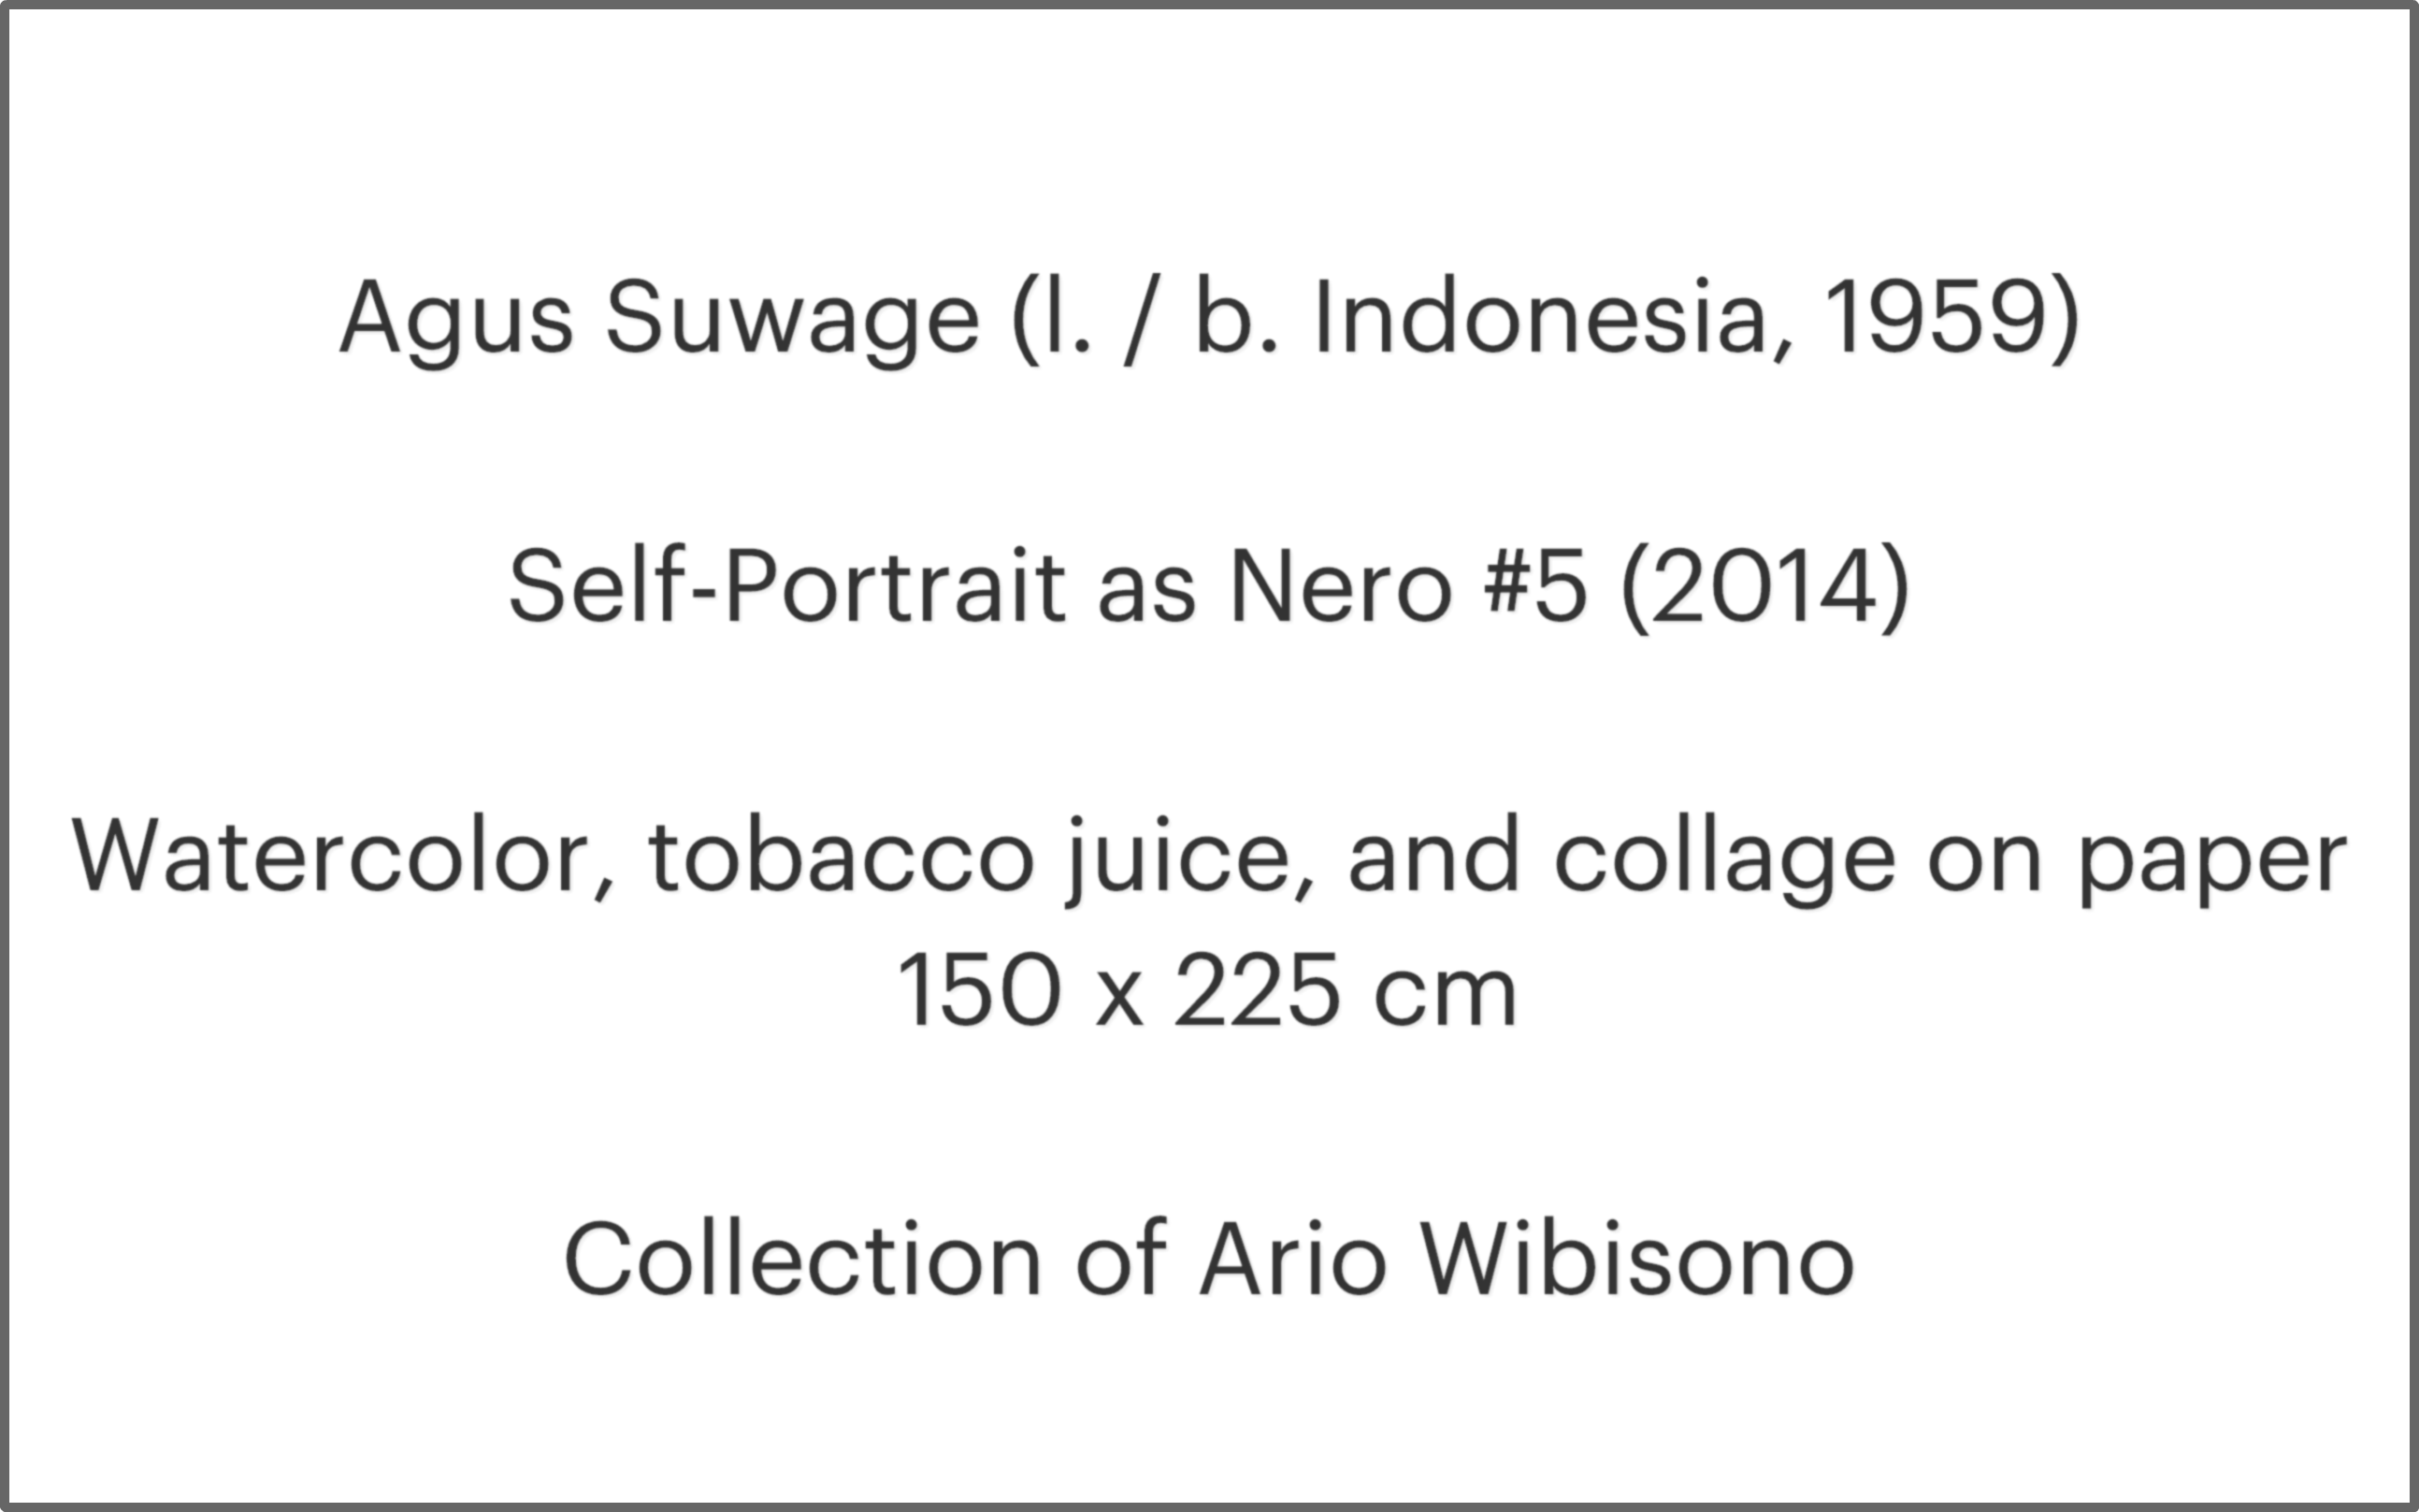 Agus Suwage (l. / b. Indonesia, 1959)
Self-Portrait as Nero #5 (2014)
Watercolor, tobacco juice, and collage on paper
150 x 225 cm
Collection of Ario Wibisono